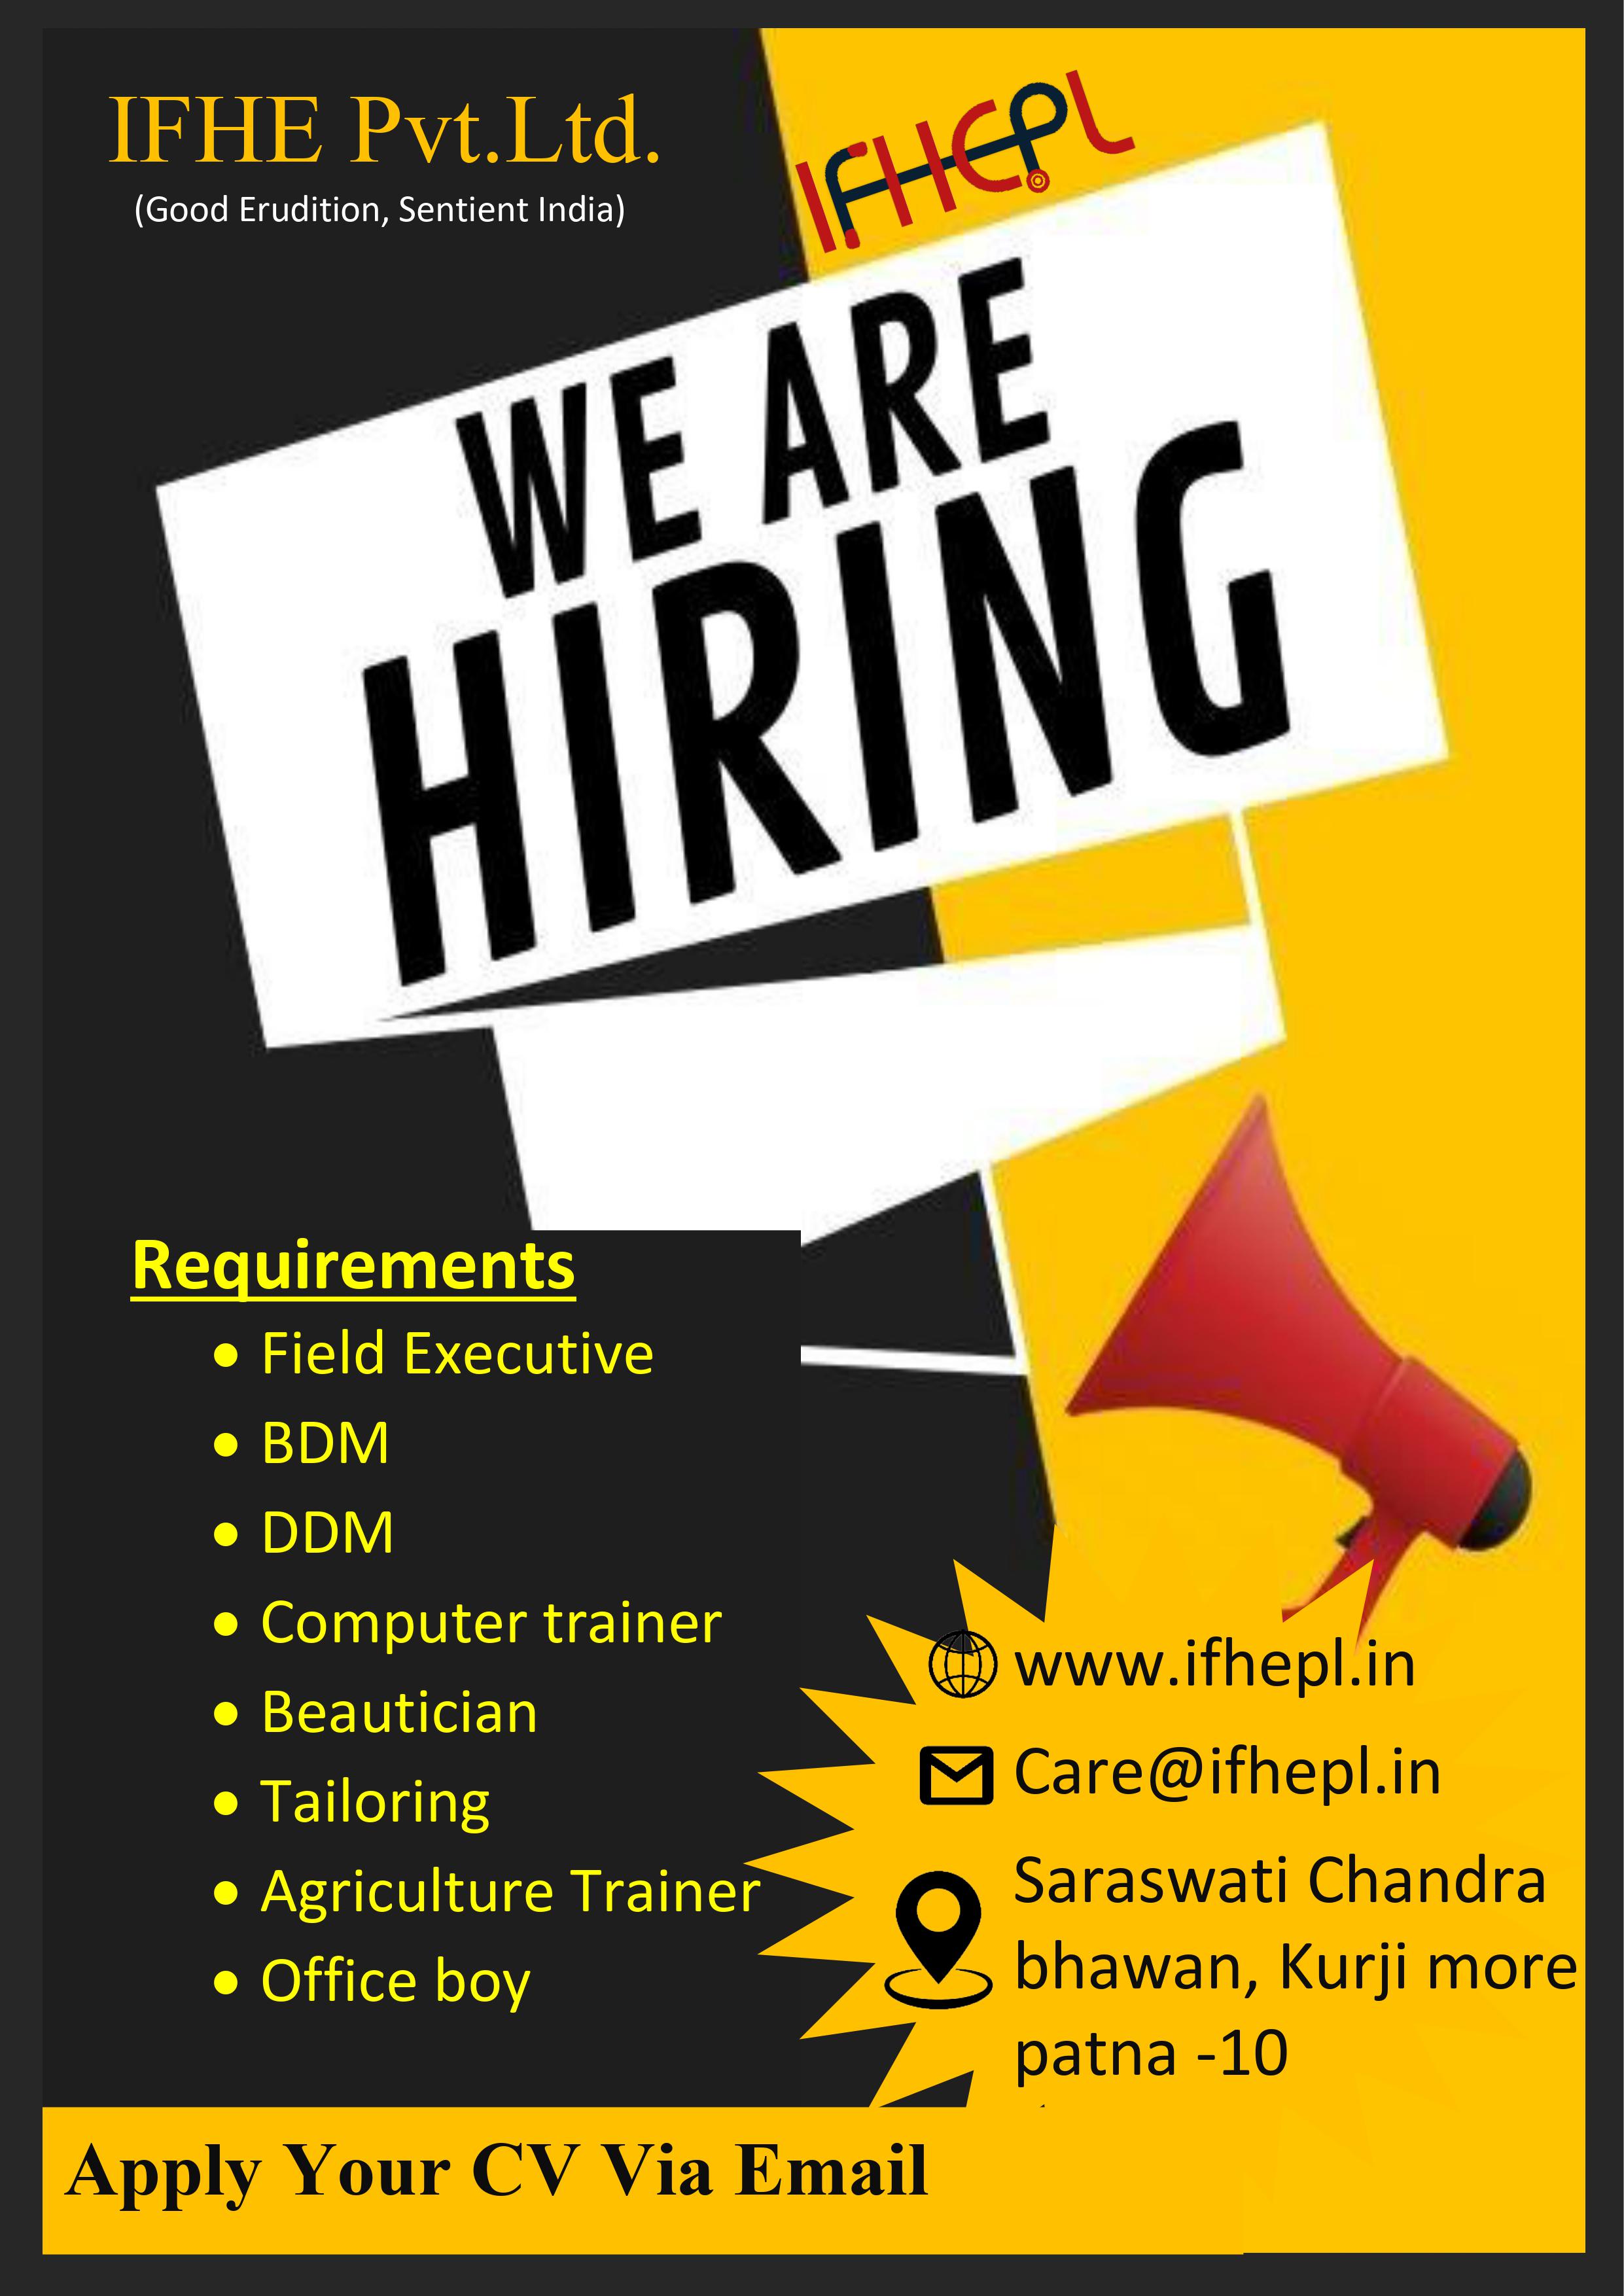 IFHE Pvt.Ltd.
(Good Erudition, Sentient India)
IFHEPL
WE ARE
HIRING
Requirements
• Field Executive
• BDM
• DDM
• Computer trainer
• Beautician
• Tailoring
• Agriculture Trainer
• Office boy
www.ifhepl.in
Care@ifhepl.in
Saraswati Chandra
bhawan, Kurji more
patna -10
Apply Your CV Via Email